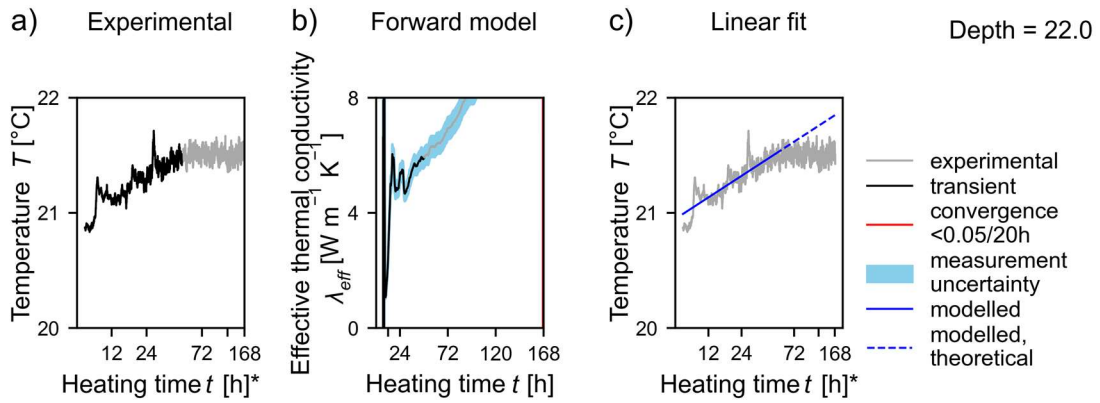 a) Experimental
b) Forward model
c) Linear fit
Depth = 22.0
Temperature T [°C]
22
21
20
12 24 72 168
Heating time t [h]*
Effective thermal conductivity
λeff [W m⁻¹ K⁻¹]
8
4
0
24 72 120 168
Heating time t [h]
Temperature T [°C]
22
21
20
12 24 72 168
Heating time t [h]*
experimental
transient
convergence
<0.05/20h
measurement
uncertainty
modelled
modelled,
theoretical